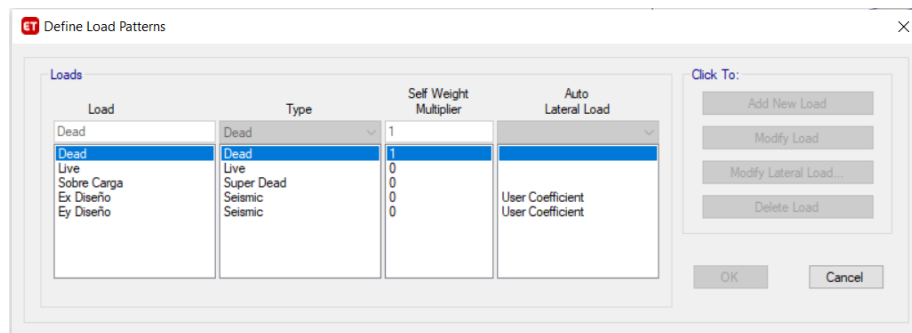 ET Define Load Patterns
Loads
Click To:
Load Type Self Weight Multiplier Auto Lateral Load
Dead Dead 1
Dead Dead 1
Live Live 0
Sobre Carga Super Dead 0
Ex Diseño Seismic 0 User Coefficient
Ey Diseño Seismic 0 User Coefficient
Add New Load
Modify Load
Modify Lateral Load...
Delete Load
OK Cancel